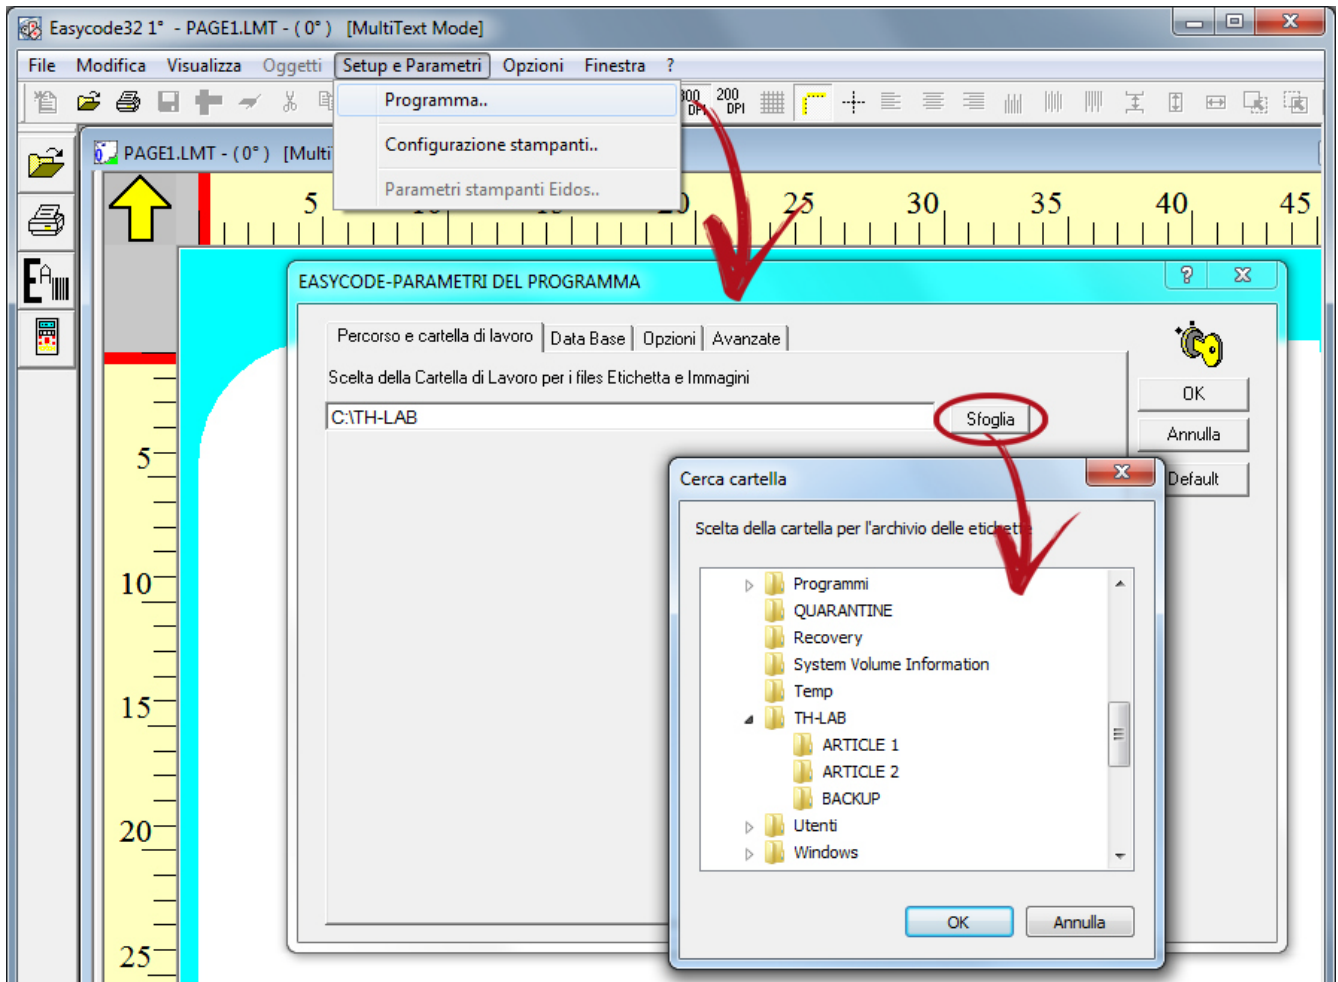 Easycode32 1° - PAGE1.LMT - ( 0° ) [MultiText Mode]
File Modifica Visualizza Oggetti Setup e Parametri Opzioni Finestra ?
Programma..
200 DPI
Configurazione stampanti..
PAGE1.LMT - ( 0° ) [Multi
Parametri stampanti Eidos..
5 10 15 20 25 30 35 40 45
EASYCODE-PARAMETRI DEL PROGRAMMA
Percorso e cartella di lavoro Data Base Opzioni Avanzate
Scelta della Cartella di Lavoro per i files Etichetta e Immagini
OK
C:\TH-LAB
Sfoglia
Annulla
5
Cerca cartella
Default
Scelta della cartella per l'archivio delle etichette
10
Programmi
QUARANTINE
Recovery
System Volume Information
Temp
15
TH-LAB
ARTICLE 1
ARTICLE 2
BACKUP
20
Utenti
Windows
OK Annulla
25